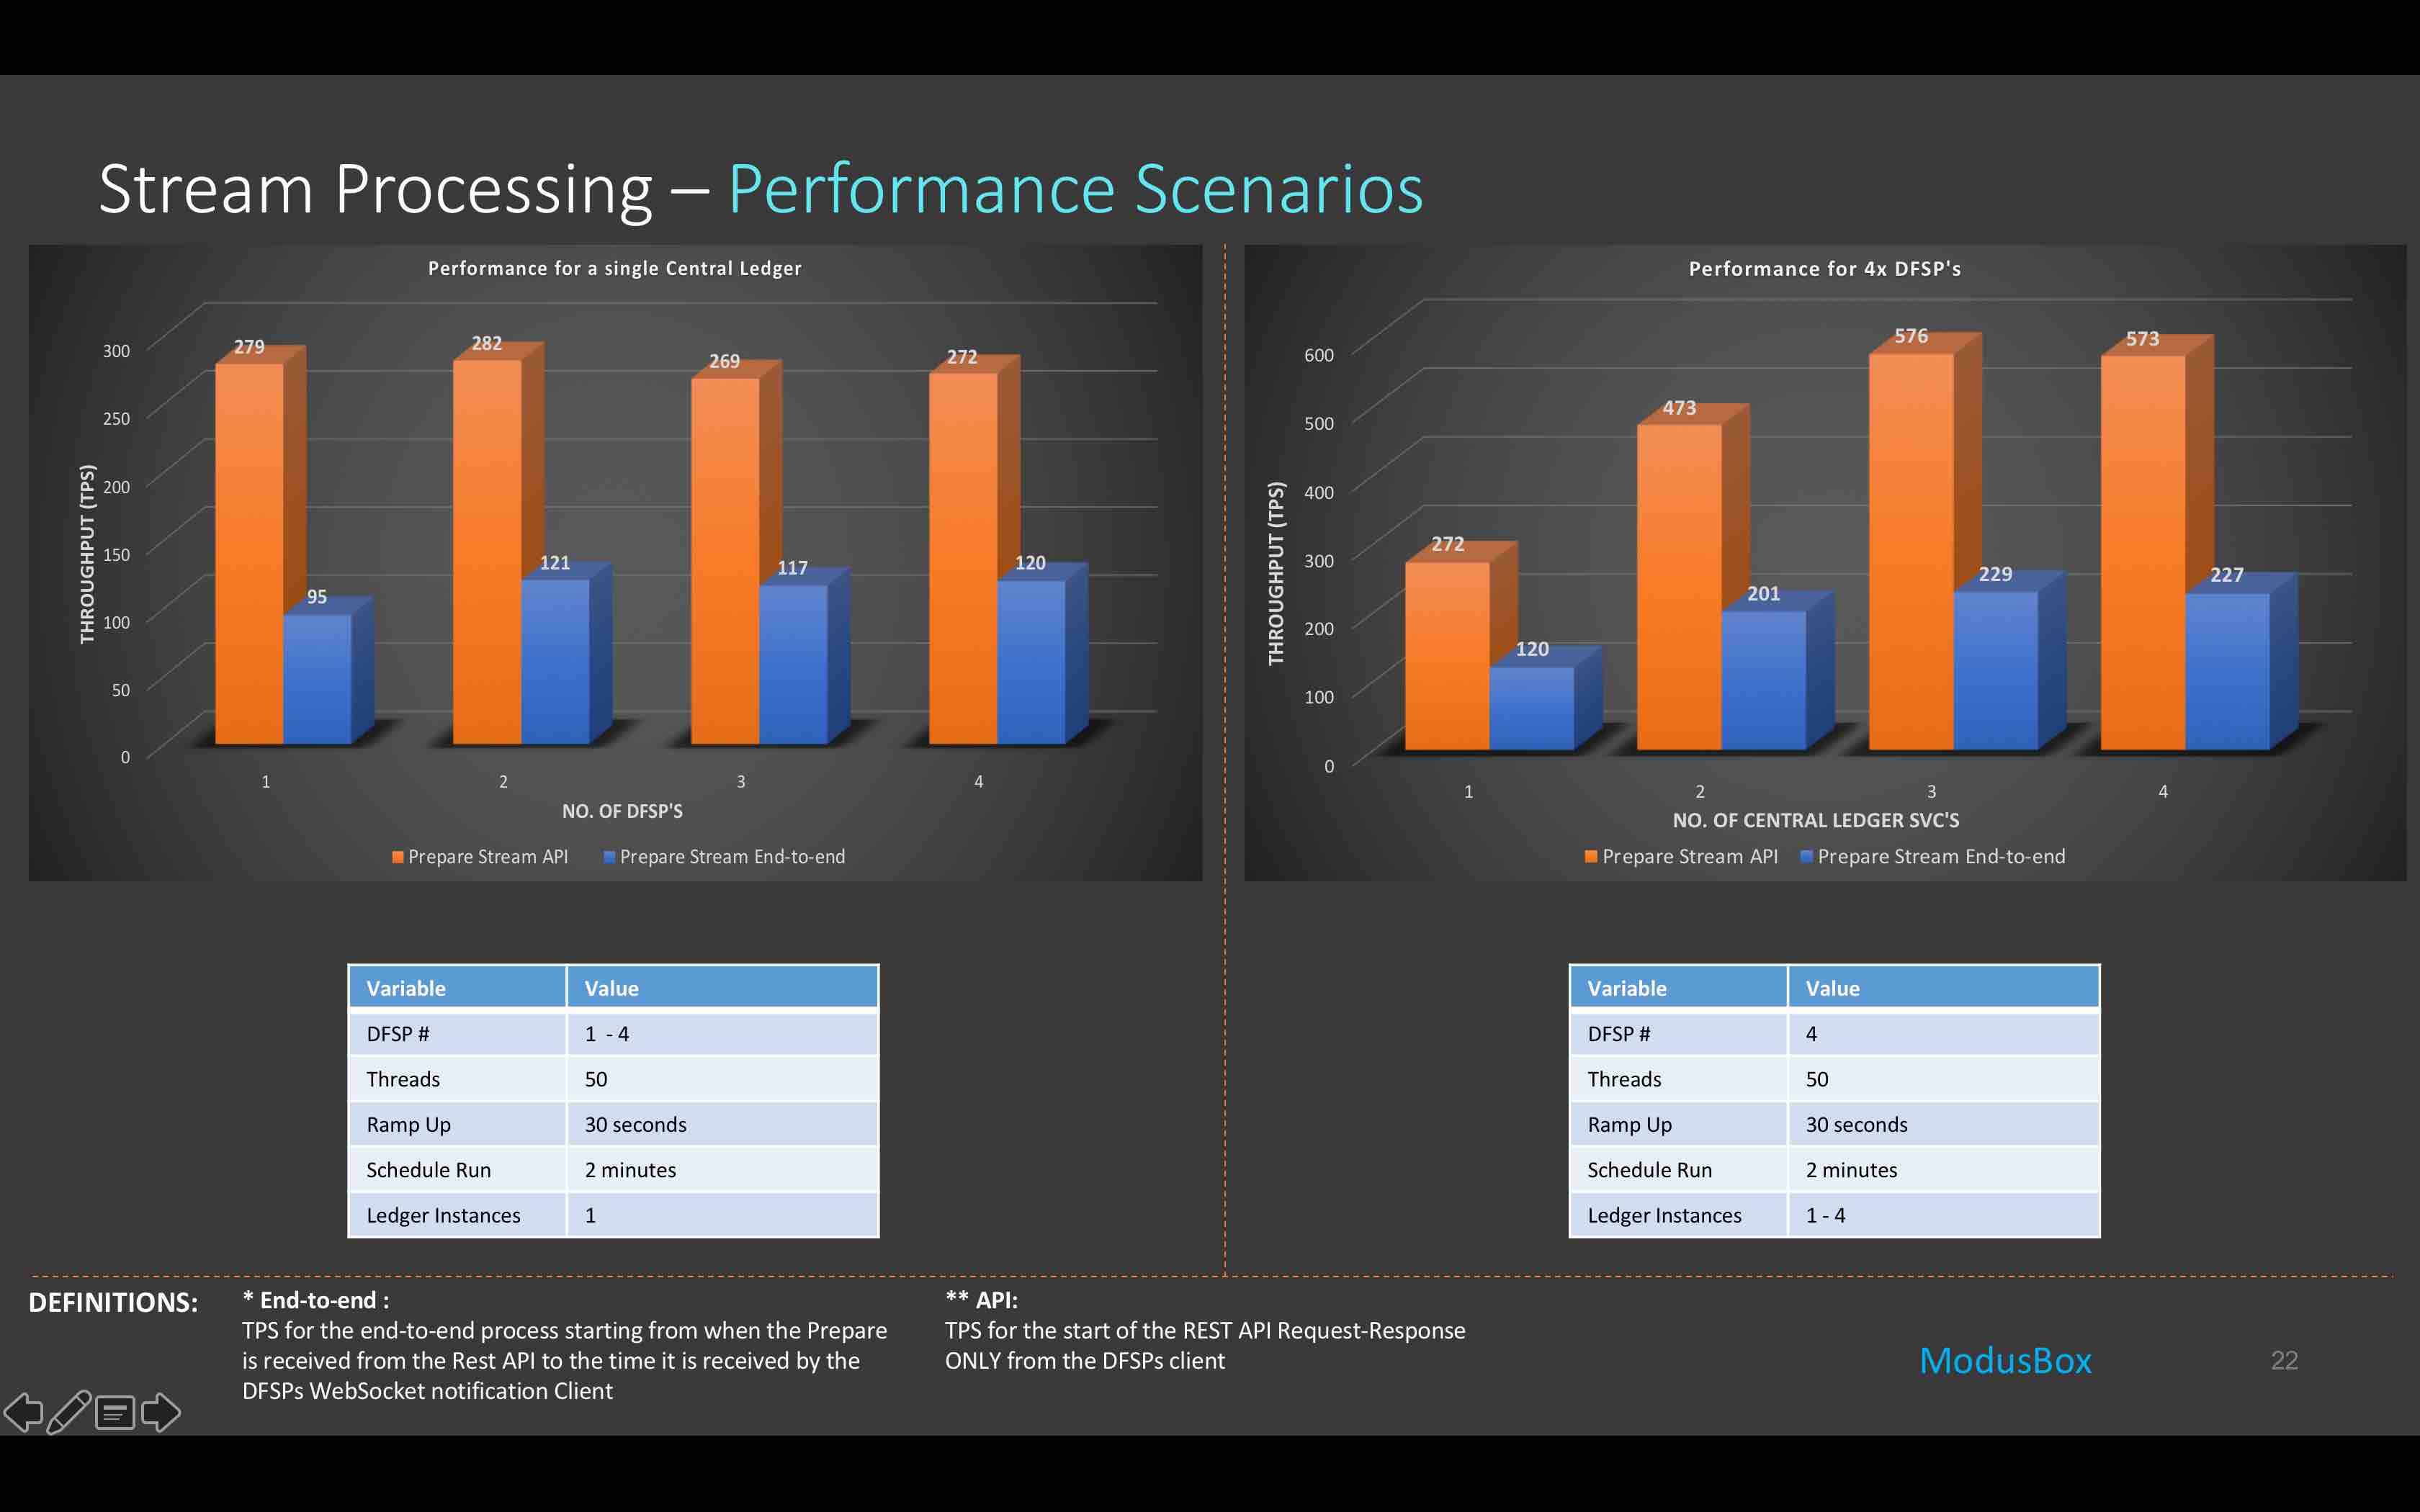 Stream Processing – Performance Scenarios
Performance for a single Central Ledger
THROUGHPUT (TPS)
300
250
200
150
100
50
0
279
95
282
121
269
117
272
120
1
2
3
4
NO. OF DFSP'S
Prepare Stream API
Prepare Stream End-to-end
Performance for 4x DFSP's
THROUGHPUT (TPS)
600
500
400
300
200
100
0
272
120
473
201
576
229
573
227
1
2
3
4
NO. OF CENTRAL LEDGER SVC'S
Prepare Stream API
Prepare Stream End-to-end
Variable Value
DFSP # 1 - 4
Threads 50
Ramp Up 30 seconds
Schedule Run 2 minutes
Ledger Instances 1
Variable Value
DFSP # 4
Threads 50
Ramp Up 30 seconds
Schedule Run 2 minutes
Ledger Instances 1 - 4
DEFINITIONS:
* End-to-end :
TPS for the end-to-end process starting from when the Prepare
is received from the Rest API to the time it is received by the
DFSPs WebSocket notification Client
** API:
TPS for the start of the REST API Request-Response
ONLY from the DFSPs client
ModusBox
22